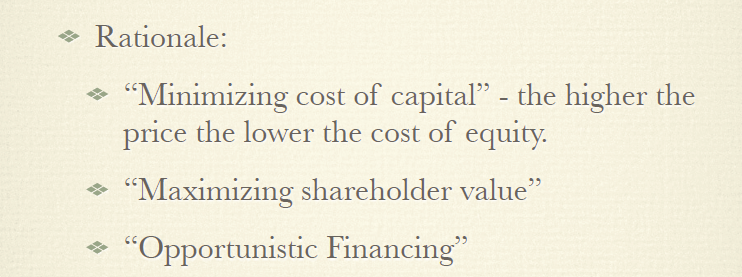 Rationale:
“Minimizing cost of capital” - the higher the
price the lower the cost of equity.
“Maximizing shareholder value”
“Opportunistic Financing”